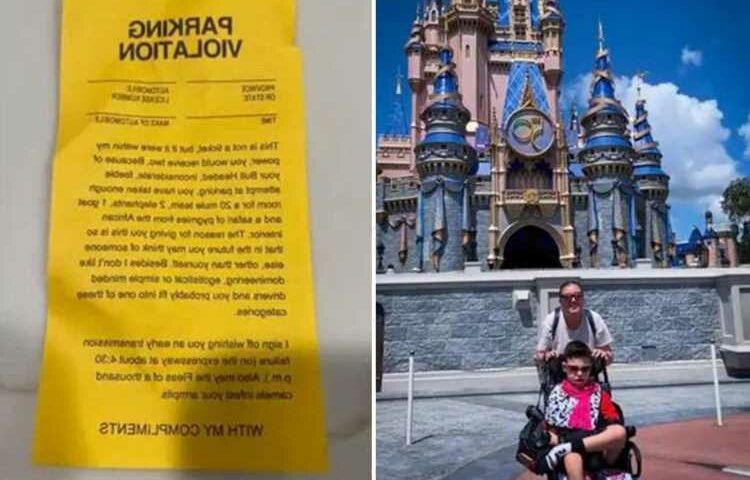 PARKING
VIOLATION
PROVINCE AUTOMOBILE
OR STATE LICENSE NUMBER
TIME MAKE OF AUTOMOBILE
This is not a ticket, but if it were within my
power, you would receive two. Because of
your Bull Headed, inconsiderate, feeble
attempt at parking, you have taken enough
room for a 20 mule team, 2 elephants, 1 goat
and a safari of pygmies from the African
interior. The reason for giving you this is so
that in the future you may think of someone
else, other than yourself. Besides I don't like
domineering, egotistical or simple minded
drivers and you probably fit into one of these
categories.
I sign off wishing you an early transmission
failure (on the expressway at about 4:30
p.m.). Also may the Fleas of a thousand
camels infest your armpits.
WITH MY COMPLIMENTS